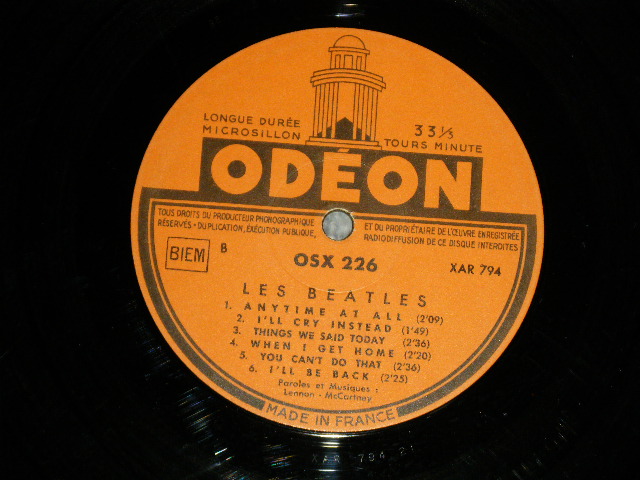 LONGUE DURÉE
MICROSILLON
33 1/3
TOURS MINUTE
ODÉON
TOUS DROITS DU PRODUCTEUR PHONOGRAPHIQUE
RÉSERVÉS - DUPLICATION, EXÉCUTION PUBLIQUE,
ET DU PROPRIÉTAIRE DE L'ŒUVRE ENREGISTRÉE
RADIODIFFUSION DE CE DISQUE INTERDITES
BIEM
B
OSX 226
XAR 794
LES BEATLES
1. ANYTIME AT ALL (2'09)
2. I'LL CRY INSTEAD (1'49)
3. THINGS WE SAID TODAY (2'36)
4. WHEN I GET HOME (2'20)
5. YOU CAN'T DO THAT (2'36)
6. I'LL BE BACK (2'25)
Paroles et Musiques :
Lennon - McCartney
MADE IN FRANCE
XAR 794